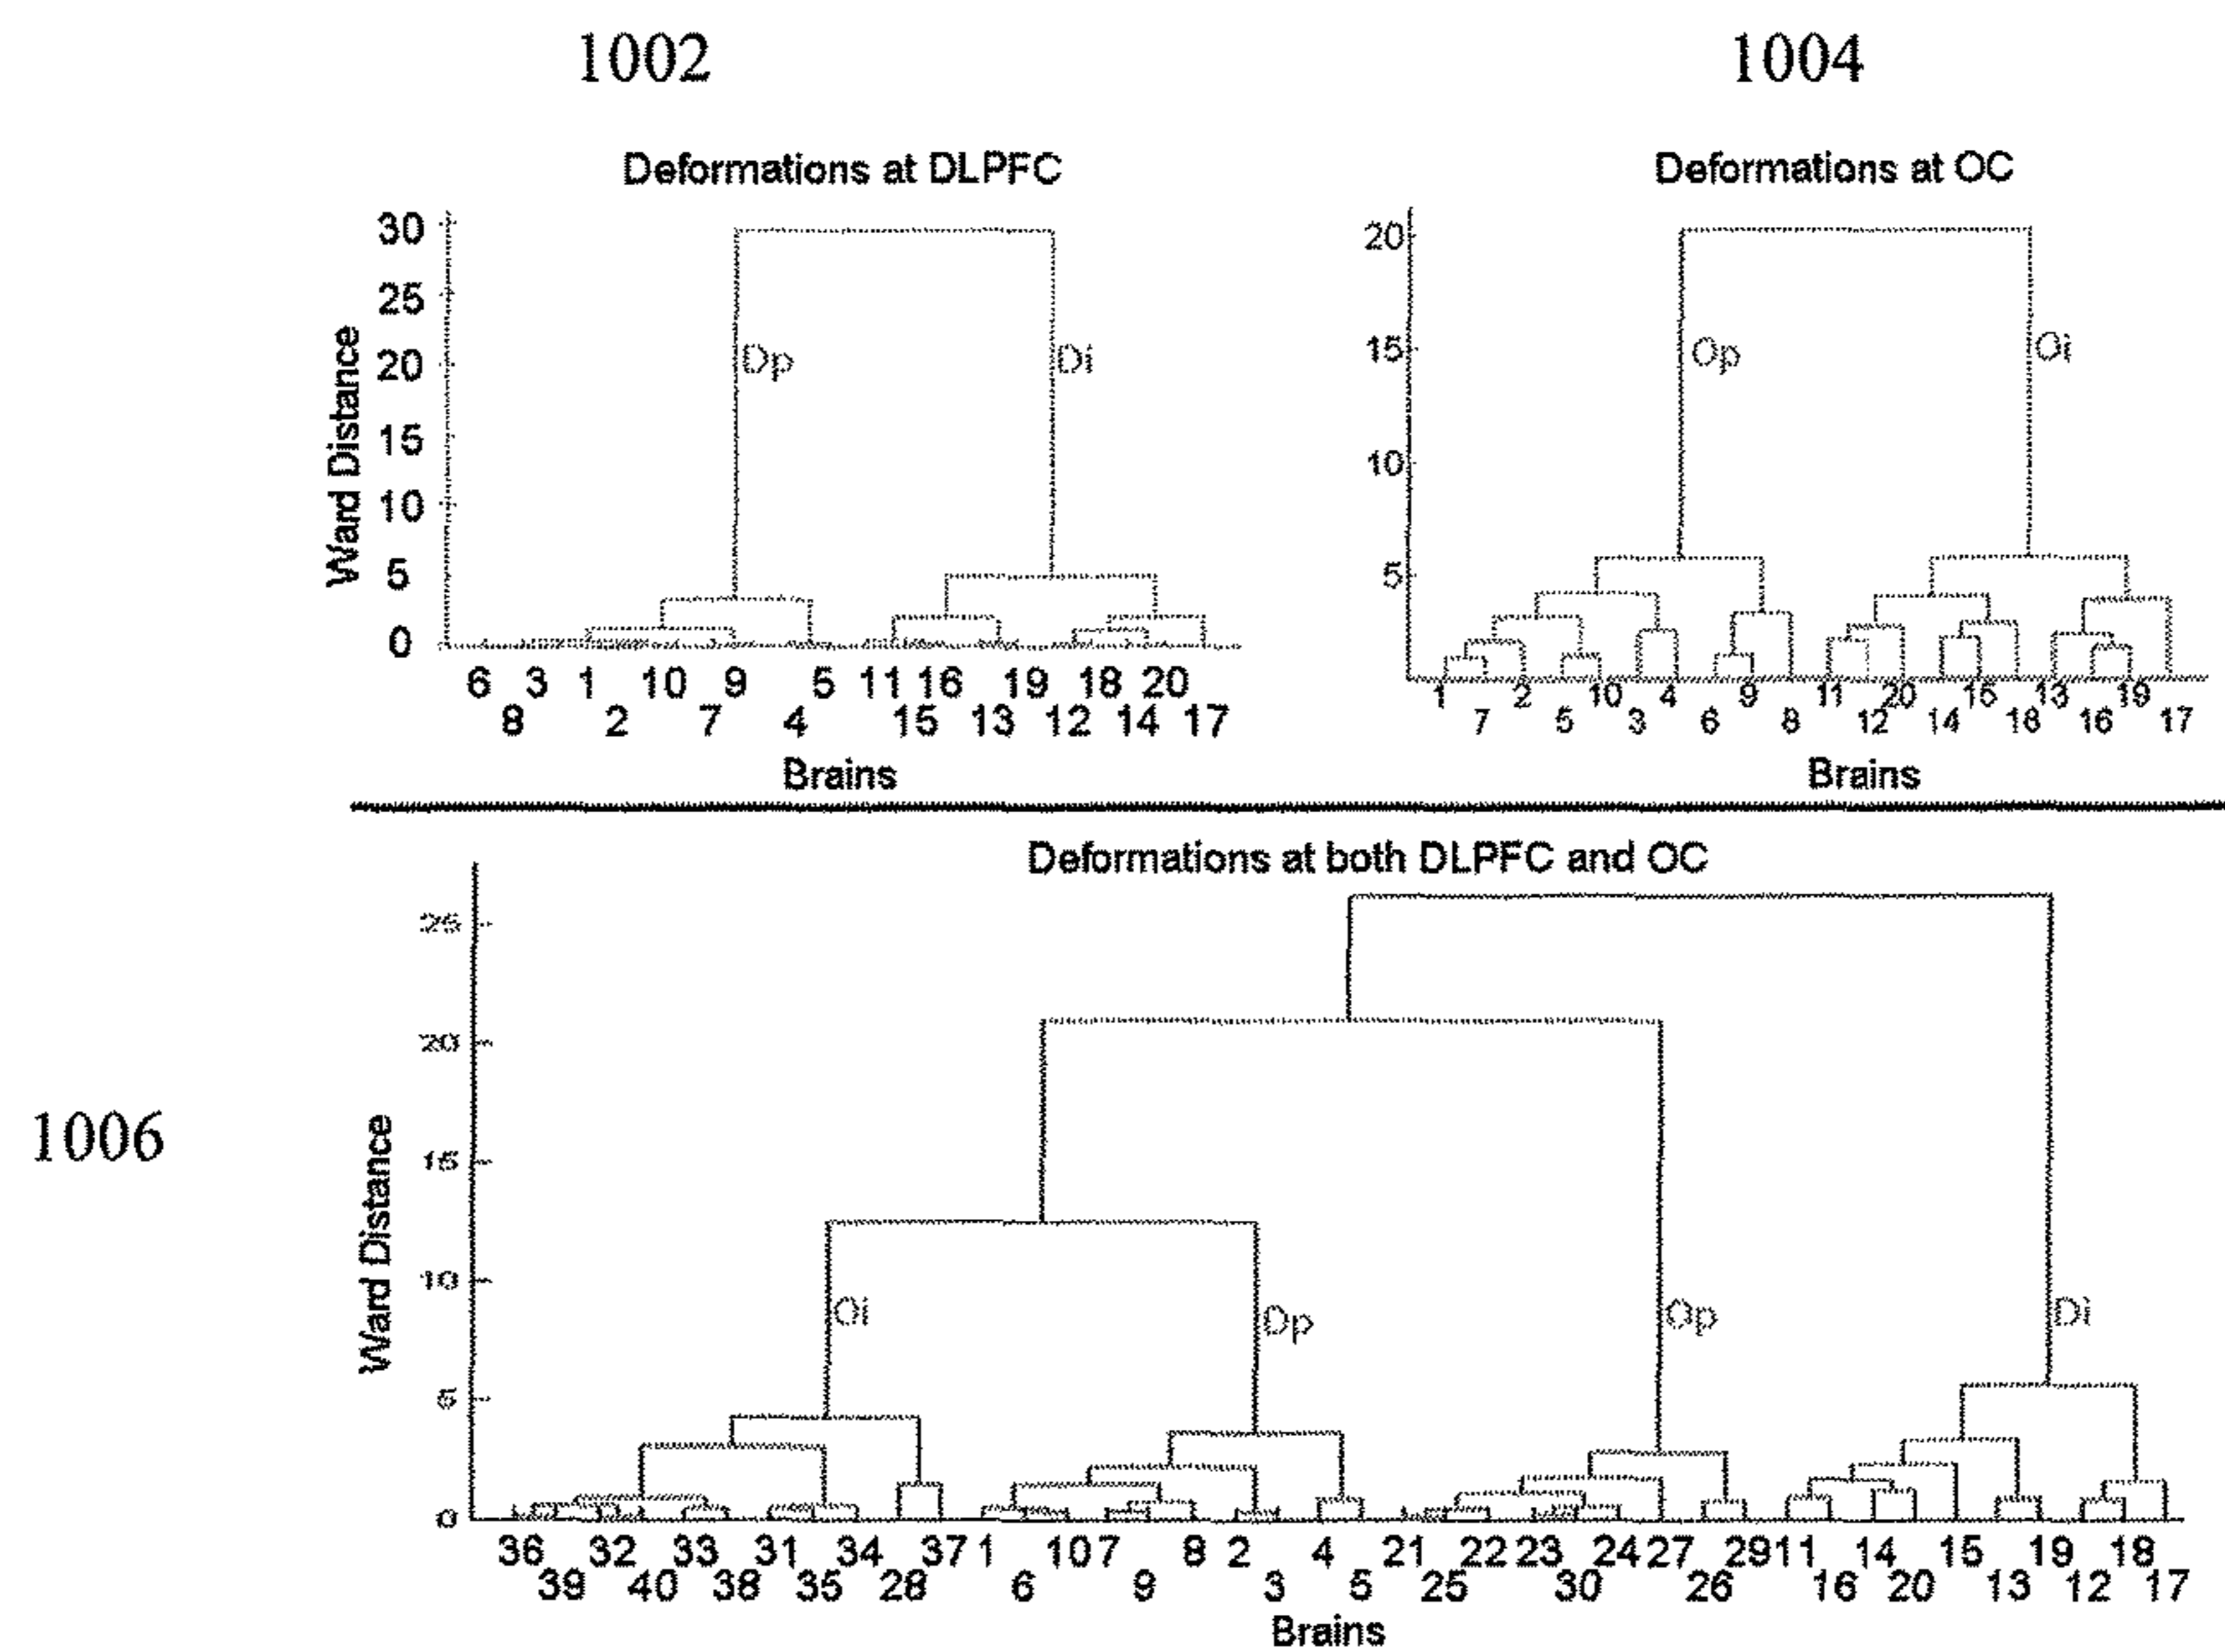 1002
1004
Deformations at DLPFC
Deformations at OC
30
25
20
15
10
5
0
Ward Distance
Dp
Di
6 3 1 10 9 5 11 16 19 18 20
8 2 7 4 15 13 12 14 17
Brains
20
15
10
5
Op
Oi
1 2 10 4 9 11 20 15 13 19
7 5 3 6 8 12 14 18 16 17
Brains
Deformations at both DLPFC and OC
1006
25
20
15
10
5
0
Ward Distance
Oi
Dp
Op
Di
36 32 33 31 34 37 1 10 7 8 2 4 21 22 23 24 27 29 11 14 15 19 18
39 40 38 35 28 6 9 3 5 25 30 26 16 20 13 12 17
Brains